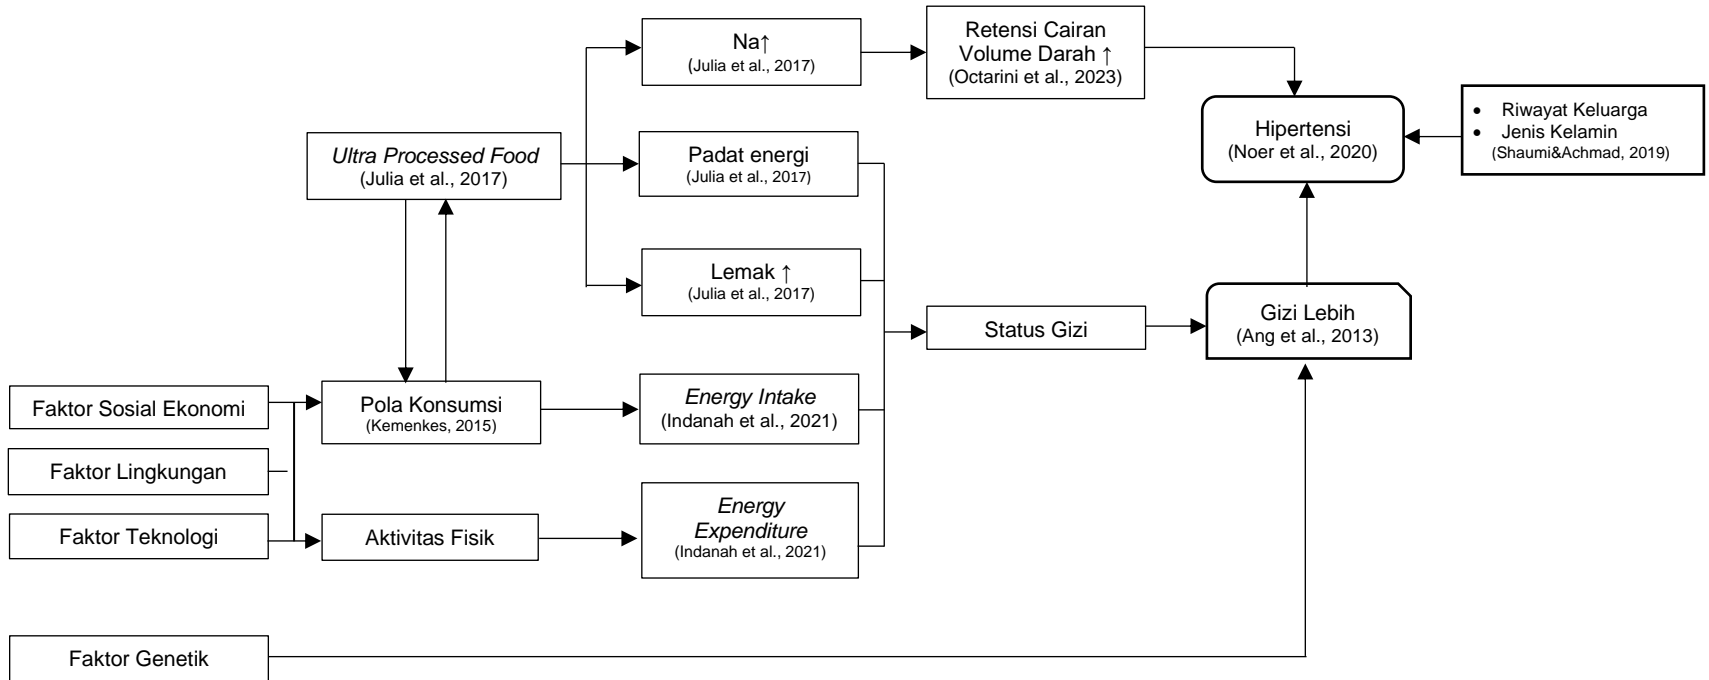 Na↑
(Julia et al., 2017)
Retensi Cairan
Volume Darah ↑
(Octarini et al., 2023)
Hipertensi
(Noer et al., 2020)
• Riwayat Keluarga
• Jenis Kelamin
(Shaumi&Achmad, 2019)
Ultra Processed Food
(Julia et al., 2017)
Padat energi
(Julia et al., 2017)
Lemak ↑
(Julia et al., 2017)
Status Gizi
Gizi Lebih
(Ang et al., 2013)
Faktor Sosial Ekonomi
Pola Konsumsi
(Kemenkes, 2015)
Energy Intake
(Indanah et al., 2021)
Faktor Lingkungan
Faktor Teknologi
Aktivitas Fisik
Energy
Expenditure
(Indanah et al., 2021)
Faktor Genetik